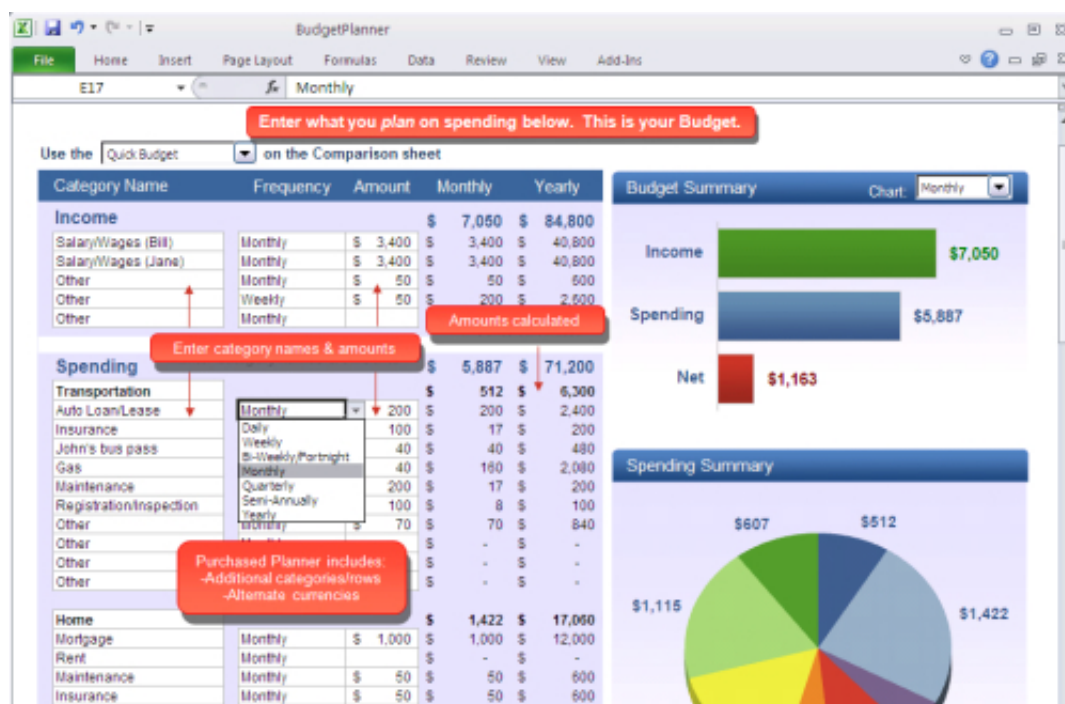 BudgetPlanner
File Home Insert Page Layout Formulas Data Review View Add-Ins
E17 fx Monthly
Enter what you plan on spending below. This is your Budget.
Use the Quick Budget on the Comparison sheet
Category Name Frequency Amount Monthly Yearly
Income $ 7,050 $ 84,800
Salary/Wages (Bill) Monthly $ 3,400 $ 3,400 $ 40,800
Salary/Wages (Jane) Monthly $ 3,400 $ 3,400 $ 40,800
Other Monthly $ 50 $ 50 $ 600
Other Weekly $ 50 $ 200 $ 2,600
Other Monthly
Amounts calculated
Enter category names & amounts
Spending $ 5,887 $ 71,200
Transportation $ 512 $ 6,300
Auto Loan/Lease Monthly 200 $ 200 $ 2,400
Insurance 100 $ 17 $ 200
John's bus pass 40 $ 40 $ 480
Gas 40 $ 160 $ 2,080
Maintenance 200 $ 17 $ 200
Registration/Inspection 100 $ 8 $ 100
Other Monthly $ 70 $ 70 $ 840
Other $ - $ -
Other $ - $ -
Other $ - $ -
Daily
Weekly
Bi-Weekly/Fortnight
Monthly
Quarterly
Semi-Annually
Yearly
Purchased Planner includes:
-Additional categories/rows
-Alternate currencies
Home $ 1,422 $ 17,060
Mortgage Monthly $ 1,000 $ 1,000 $ 12,000
Rent Monthly $ - $ -
Maintenance Monthly $ 50 $ 50 $ 600
Insurance Monthly $ 50 $ 50 $ 600
Budget Summary Chart: Monthly
Income $7,050
Spending $5,887
Net $1,163
Spending Summary
$607 $512
$1,115 $1,422